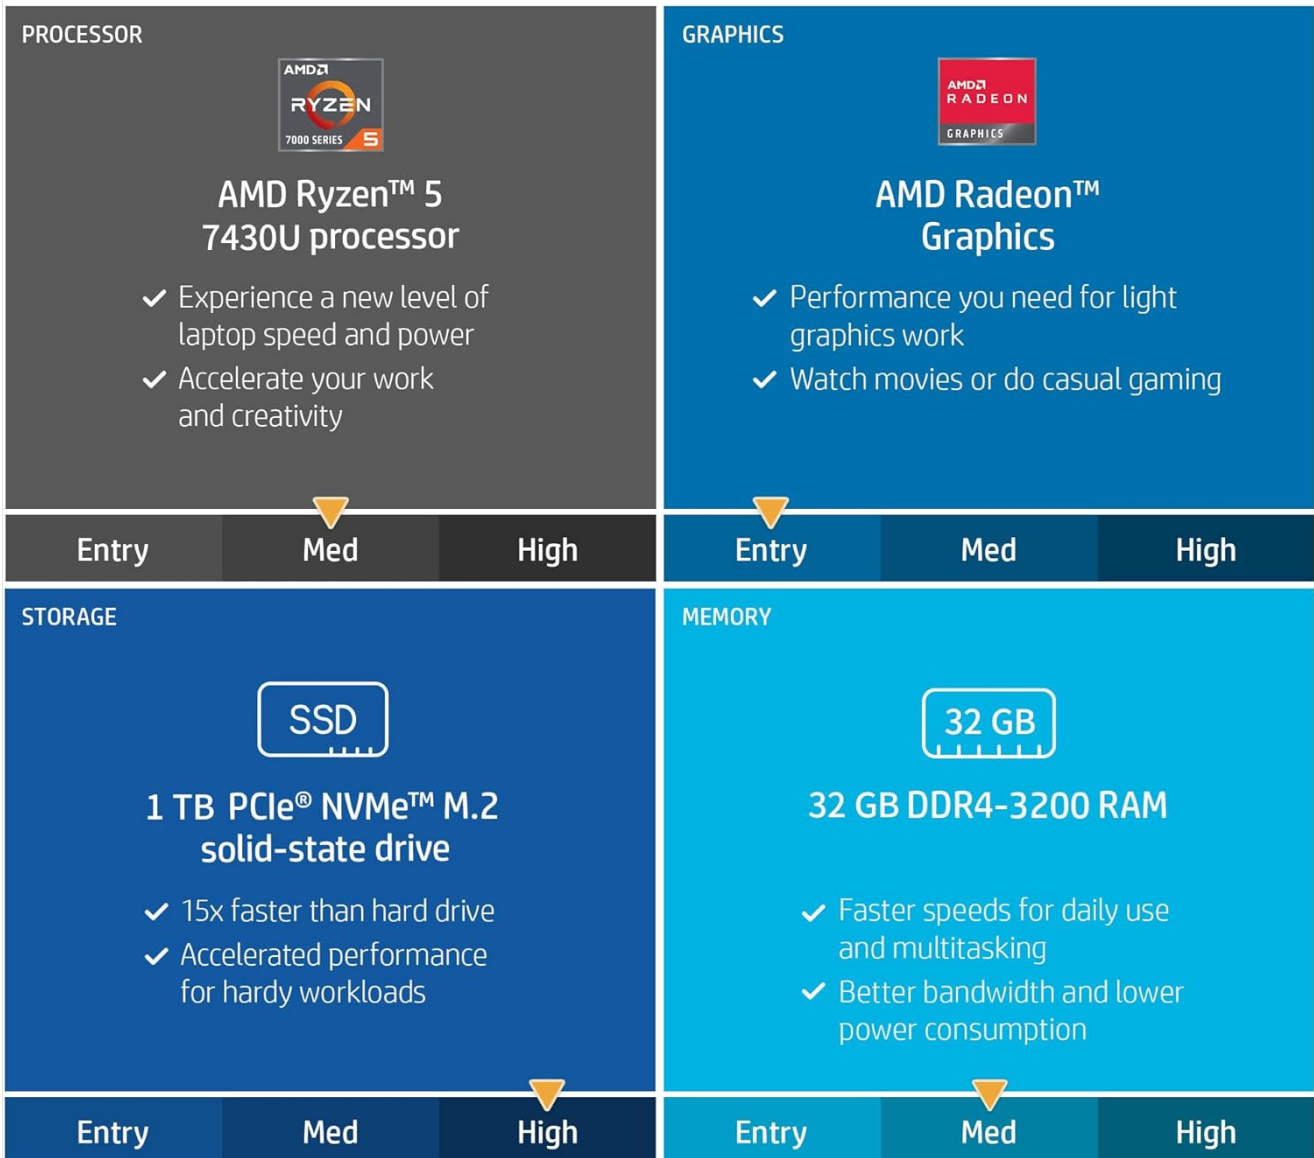 PROCESSOR
AMD
RYZEN
7000 SERIES 5
AMD Ryzen™ 5
7430U processor
Experience a new level of
laptop speed and power
Accelerate your work
and creativity
Entry Med High
GRAPHICS
AMD
RADEON
GRAPHICS
AMD Radeon™
Graphics
Performance you need for light
graphics work
Watch movies or do casual gaming
Entry Med High
STORAGE
SSD
1 TB PCIe® NVMe™ M.2
solid-state drive
15x faster than hard drive
Accelerated performance
for hardy workloads
Entry Med High
MEMORY
32 GB
32 GB DDR4-3200 RAM
Faster speeds for daily use
and multitasking
Better bandwidth and lower
power consumption
Entry Med High